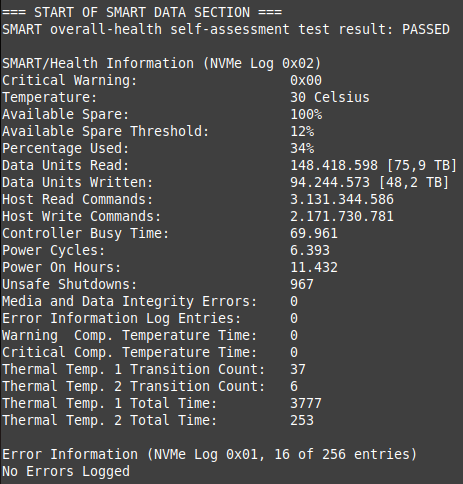 === START OF SMART DATA SECTION ===
SMART overall-health self-assessment test result: PASSED

SMART/Health Information (NVMe Log 0x02)
Critical Warning:                   0x00
Temperature:                        30 Celsius
Available Spare:                    100%
Available Spare Threshold:          12%
Percentage Used:                    34%
Data Units Read:                    148.418.598 [75,9 TB]
Data Units Written:                 94.244.573 [48,2 TB]
Host Read Commands:                 3.131.344.586
Host Write Commands:                2.171.730.781
Controller Busy Time:               69.961
Power Cycles:                       6.393
Power On Hours:                     11.432
Unsafe Shutdowns:                   967
Media and Data Integrity Errors:    0
Error Information Log Entries:      0
Warning  Comp. Temperature Time:    0
Critical Comp. Temperature Time:    0
Thermal Temp. 1 Transition Count:   37
Thermal Temp. 2 Transition Count:   6
Thermal Temp. 1 Total Time:         3777
Thermal Temp. 2 Total Time:         253

Error Information (NVMe Log 0x01, 16 of 256 entries)
No Errors Logged